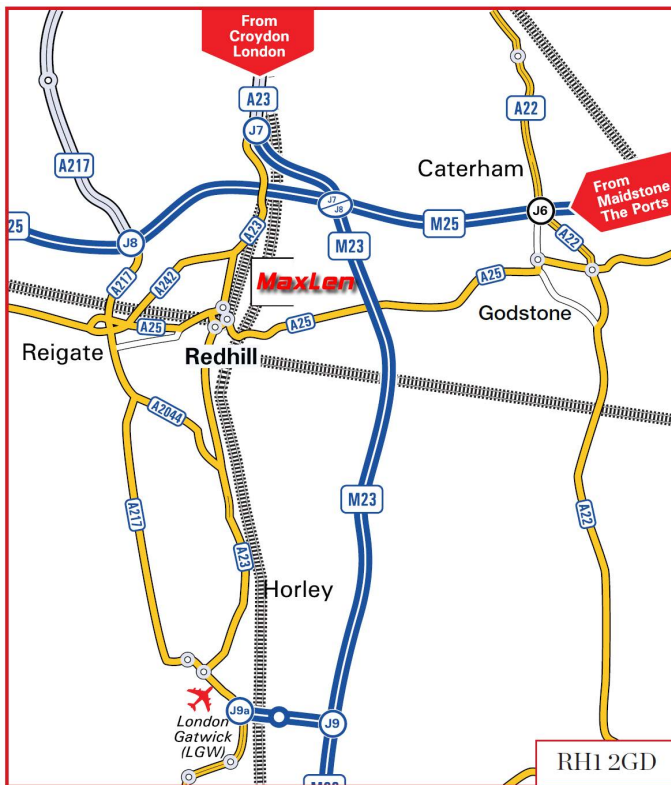 From
Croydon
London
A23
J7
A22
A217
Caterham
From
Maidstone
The Ports
J7
J8
J6
25
M25
J8
A23
M23
A22
A217
A242
MaxLen
A25
A25
Godstone
A25
Reigate
Redhill
A2044
M23
A217
A22
A23
Horley
London
Gatwick
(LGW)
J9a
J9
RH1 2GD